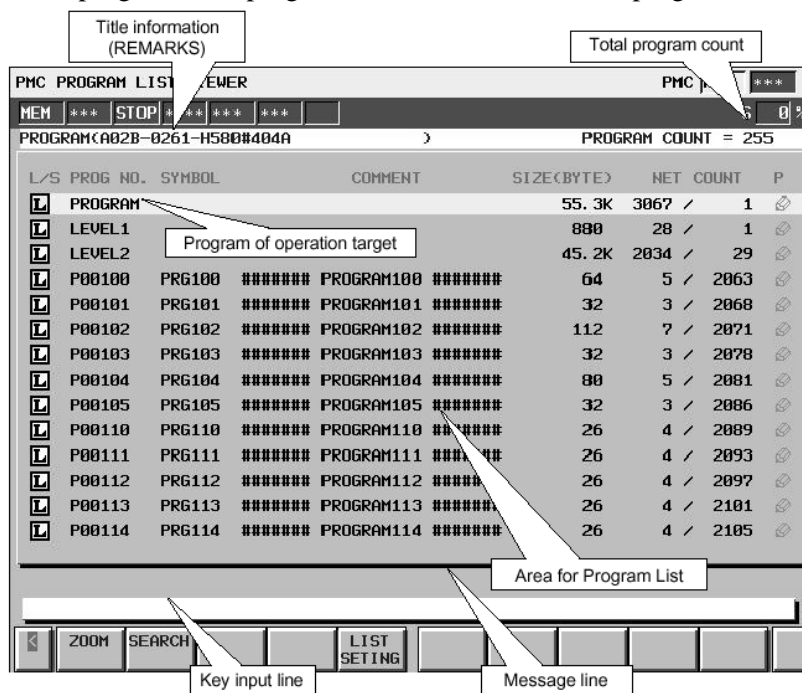 Title information
(REMARKS)
Total program count
PMC PROGRAM LIST VIEWER PMC ***
MEM *** STOP **** *** *** 0 %
PROGRAM(A02B-0261-H580#404A ) PROGRAM COUNT = 255
L/S PROG NO. SYMBOL COMMENT SIZE(BYTE) NET COUNT P
L PROGRAM 55.3K 3067 / 1
L LEVEL1 880 28 / 1
Program of operation target
L LEVEL2 45.2K 2034 / 29
L P00100 PRG100 ####### PROGRAM100 ####### 64 5 / 2063
L P00101 PRG101 ####### PROGRAM101 ####### 32 3 / 2068
L P00102 PRG102 ####### PROGRAM102 ####### 112 7 / 2071
L P00103 PRG103 ####### PROGRAM103 ####### 32 3 / 2078
L P00104 PRG104 ####### PROGRAM104 ####### 80 5 / 2081
L P00105 PRG105 ####### PROGRAM105 ####### 32 3 / 2086
L P00110 PRG110 ####### PROGRAM110 ####### 26 4 / 2089
L P00111 PRG111 ####### PROGRAM111 ####### 26 4 / 2093
L P00112 PRG112 ####### PROGRAM112 ####### 26 4 / 2097
L P00113 PRG113 ####### PROGRAM113 ####### 26 4 / 2101
L P00114 PRG114 ####### PROGRAM114 ####### 26 4 / 2105
Area for Program List
< ZOOM SEARCH LIST
SETING
Key input line
Message line